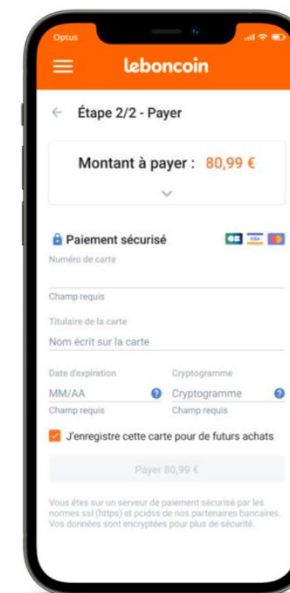 Optus
leboncoin
Étape 2/2 - Payer
Montant à payer : 80,99 €
Paiement sécurisé
CB VISA
Numéro de carte
Champ requis
Titulaire de la carte
Nom écrit sur la carte
Date d'expiration Cryptogramme
MM/AA ? Cryptogramme ?
Champ requis Champ requis
J'enregistre cette carte pour de futurs achats
Payer 80,99 €
Vous êtes sur un serveur de paiement sécurisé par les
normes ssl (https) et pcidss de nos partenaires bancaires.
Vos données sont encryptées pour plus de sécurité.